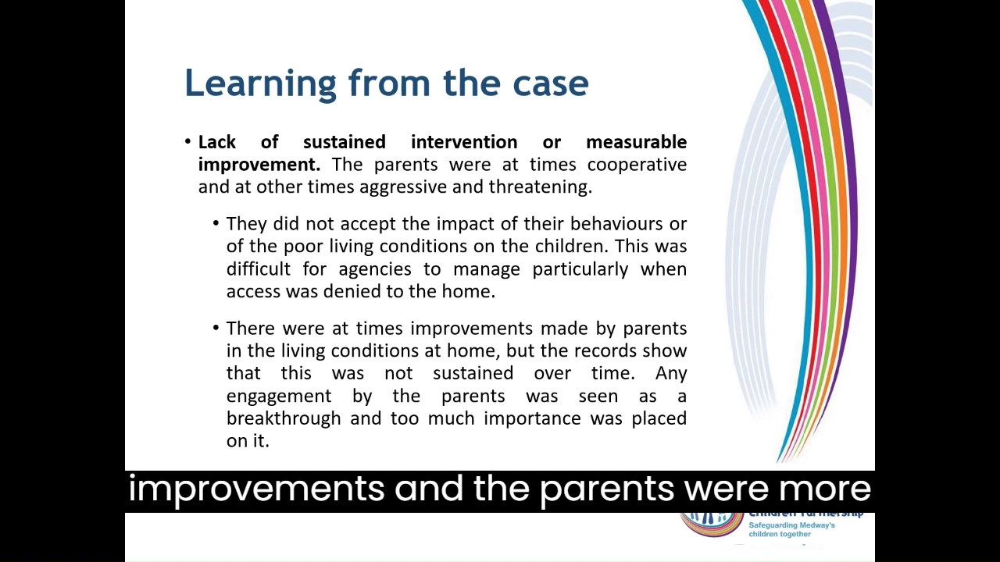 Learning from the case
• Lack of sustained intervention or measurable
improvement. The parents were at times cooperative
and at other times aggressive and threatening.
• They did not accept the impact of their behaviours or
of the poor living conditions on the children. This was
difficult for agencies to manage particularly when
access was denied to the home.
• There were at times improvements made by parents
in the living conditions at home, but the records show
that this was not sustained over time. Any
engagement by the parents was seen as a
breakthrough and too much importance was placed
on it.
improvements and the parents were more
Children Partnership
Safeguarding Medway's
children together